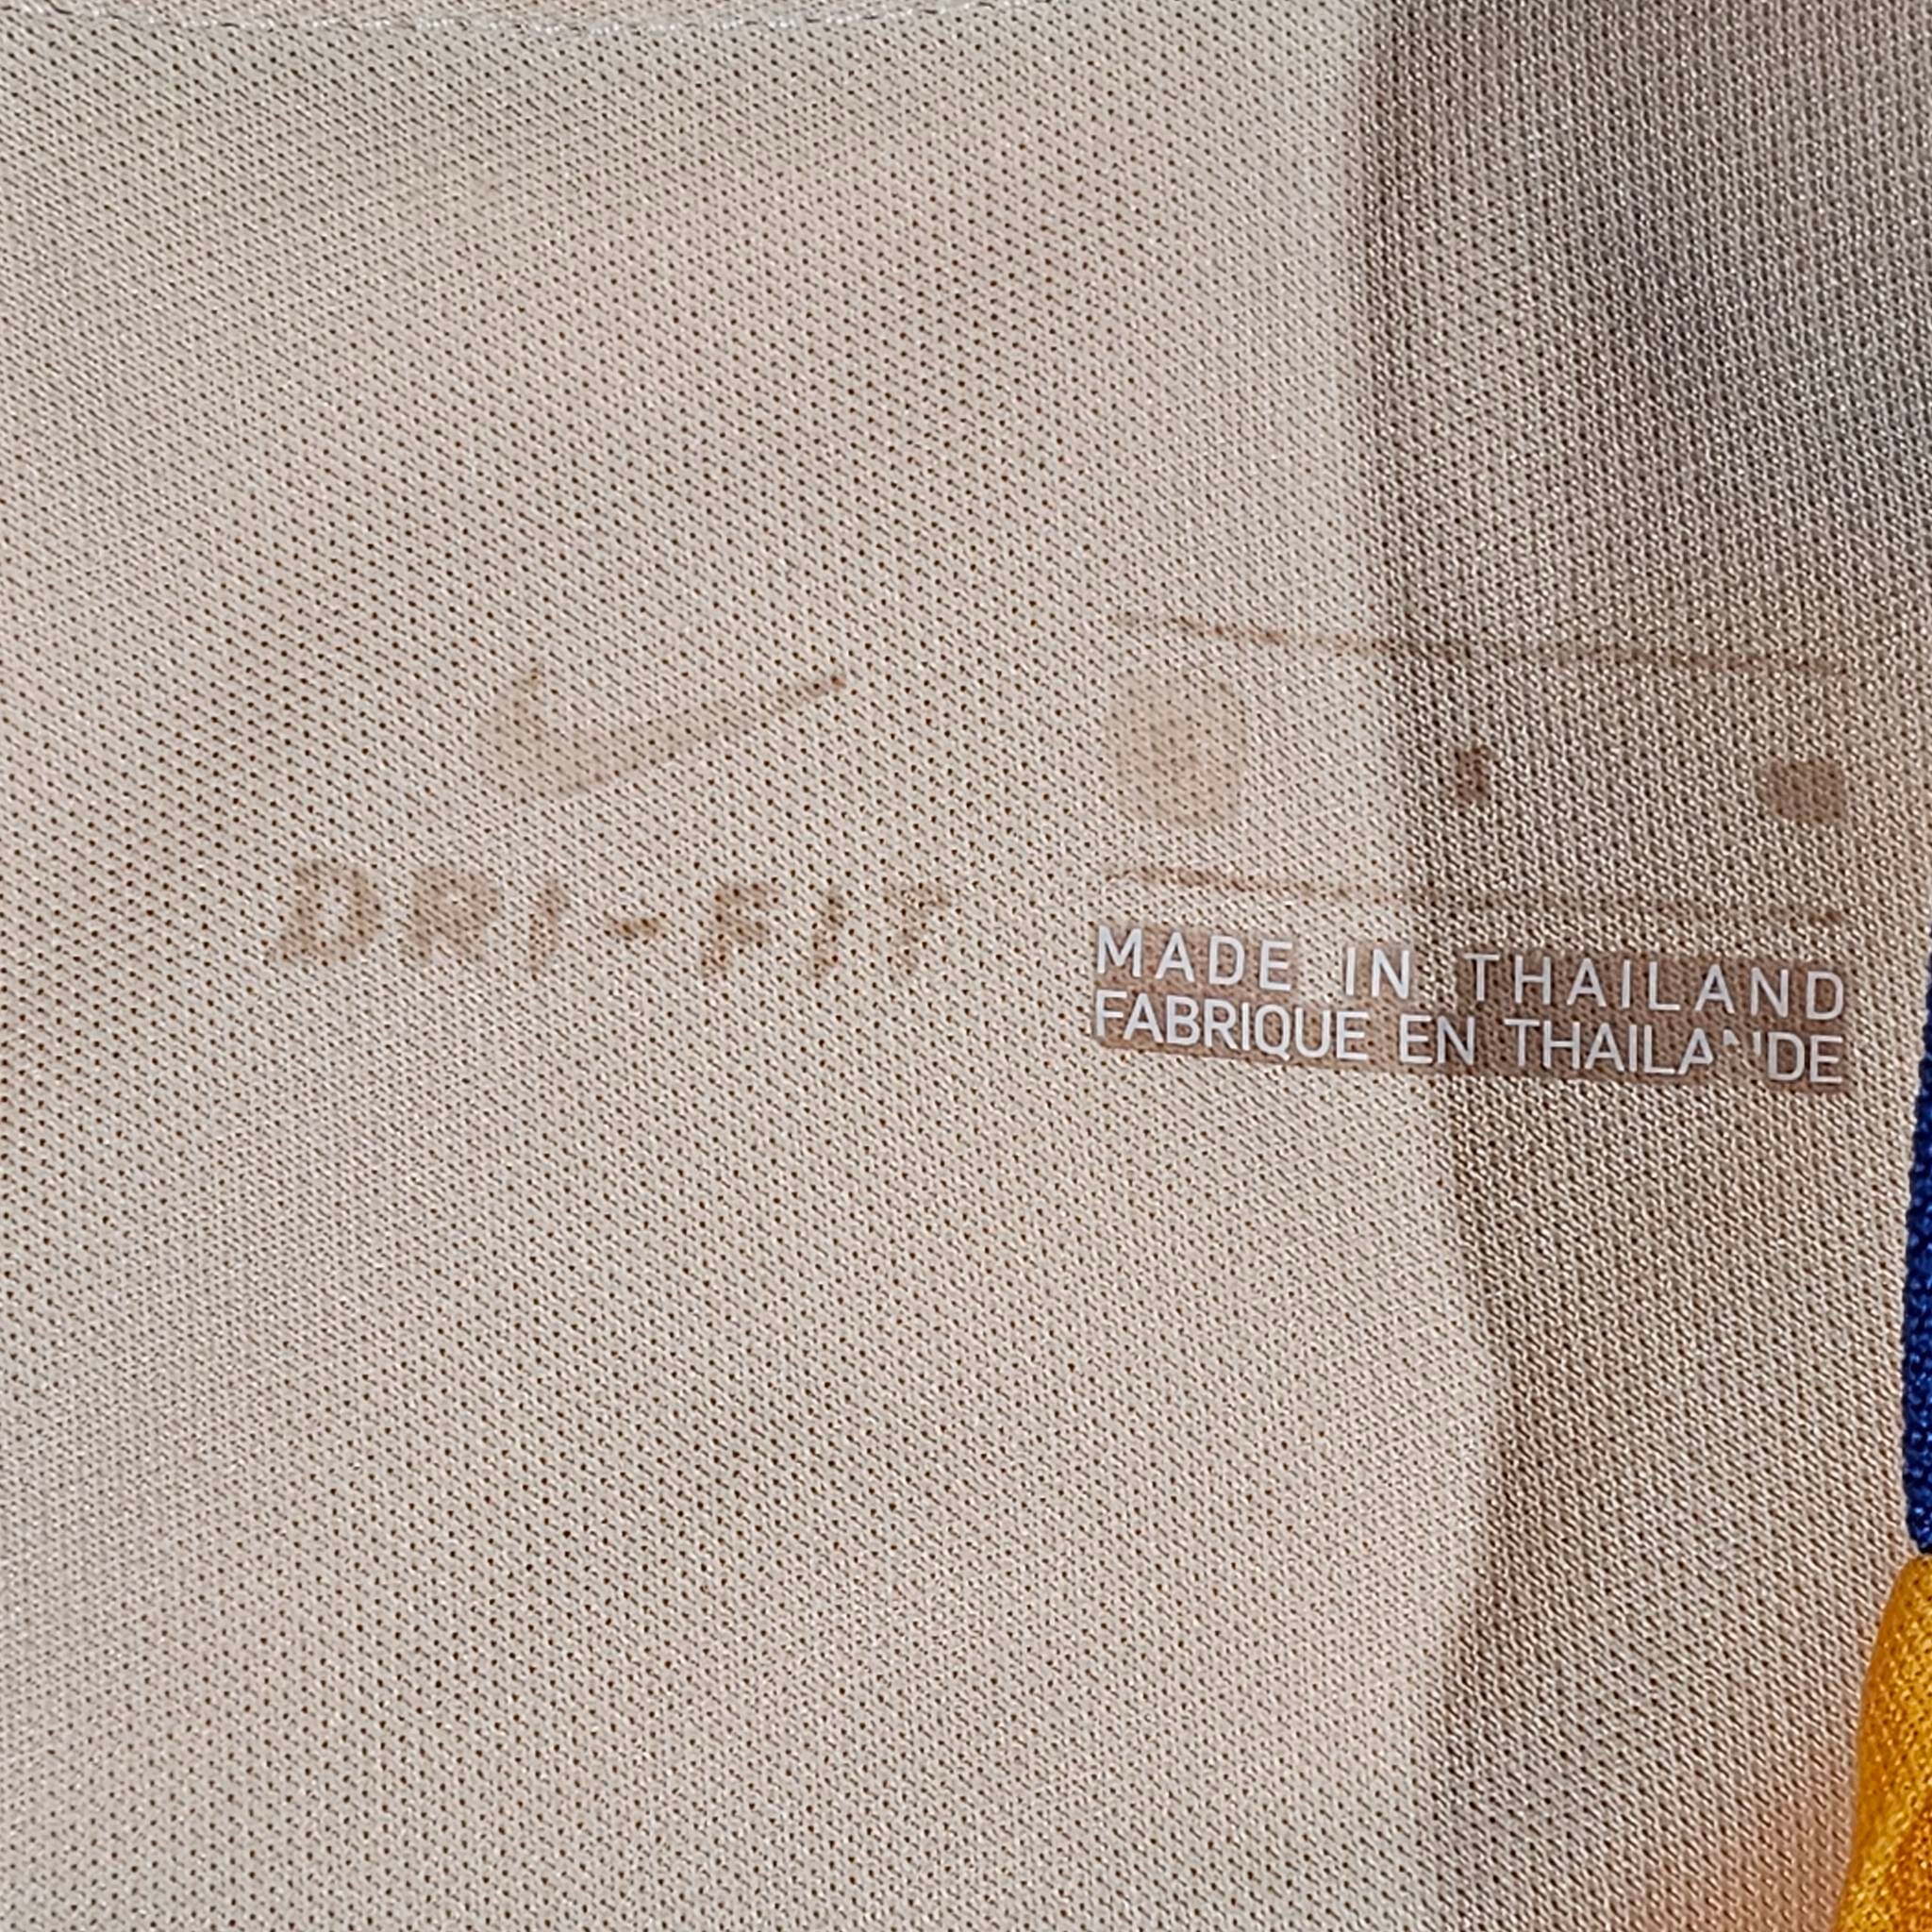 DRI-FIT
MADE IN THAILAND
FABRIQUE EN THAILANDE